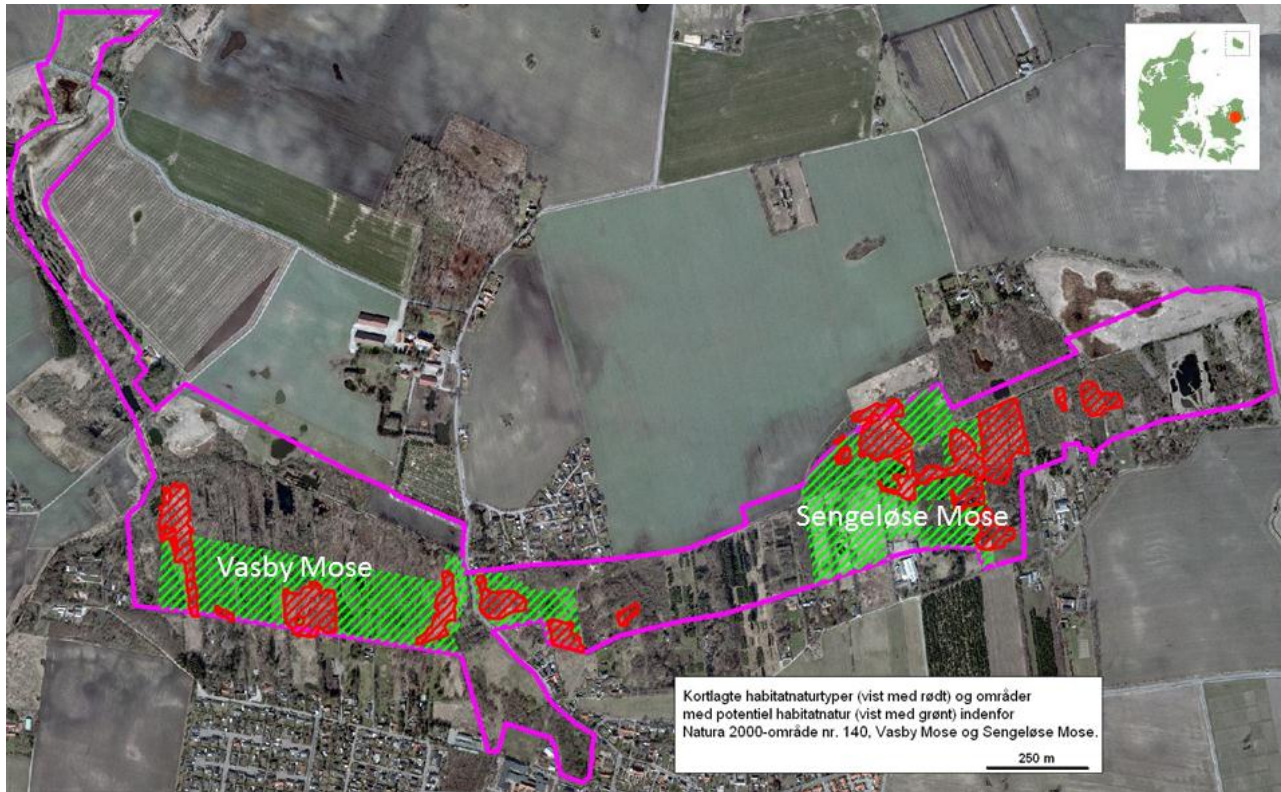 Sengeløse Mose
Vasby Mose
Kortlagte habitatnaturtyper (vist med rødt) og områder
med potentiel habitatnatur (vist med grønt) indenfor
Natura 2000-område nr. 140, Vasby Mose og Sengeløse Mose.
250 m